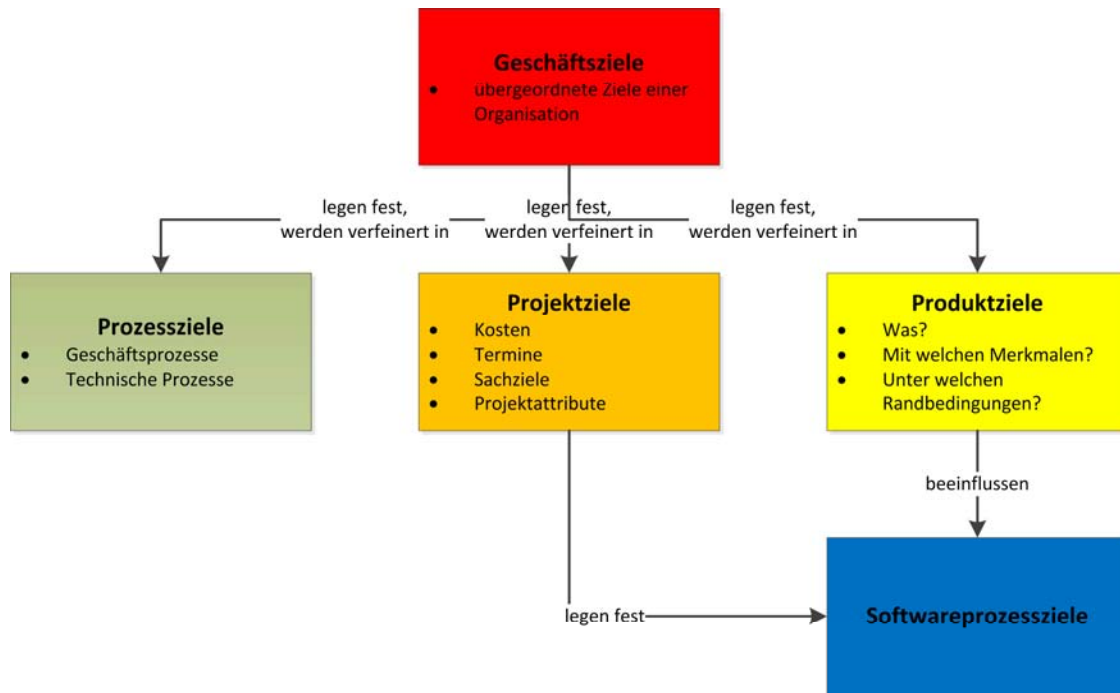 Geschäftsziele
• übergeordnete Ziele einer
Organisation
legen fest,
werden verfeinert in
legen fest,
werden verfeinert in
legen fest,
werden verfeinert in
Prozessziele
• Geschäftsprozesse
• Technische Prozesse
Projektziele
• Kosten
• Termine
• Sachziele
• Projektattribute
Produktziele
• Was?
• Mit welchen Merkmalen?
• Unter welchen
Randbedingungen?
beeinflussen
legen fest
Softwareprozessziele